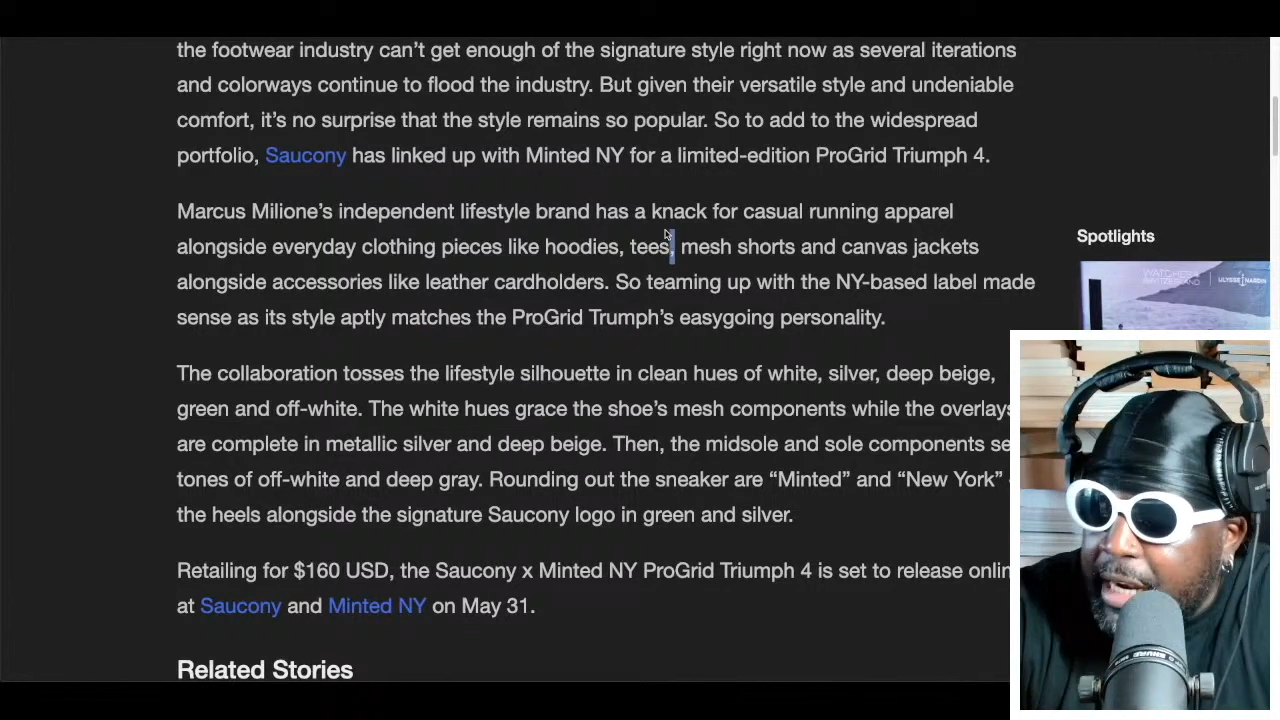 the footwear industry can’t get enough of the signature style right now as several iterations
and colorways continue to flood the industry. But given their versatile style and undeniable
comfort, it’s no surprise that the style remains so popular. So to add to the widespread
portfolio, Saucony has linked up with Minted NY for a limited-edition ProGrid Triumph 4.
Marcus Milione’s independent lifestyle brand has a knack for casual running apparel
alongside everyday clothing pieces like hoodies, tees, mesh shorts and canvas jackets
alongside accessories like leather cardholders. So teaming up with the NY-based label made
sense as its style aptly matches the ProGrid Trumph’s easygoing personality.
The collaboration tosses the lifestyle silhouette in clean hues of white, silver, deep beige,
green and off-white. The white hues grace the shoe’s mesh components while the overlays
are complete in metallic silver and deep beige. Then, the midsole and sole components se
tones of off-white and deep gray. Rounding out the sneaker are “Minted” and “New York”
the heels alongside the signature Saucony logo in green and silver.
Retailing for $160 USD, the Saucony x Minted NY ProGrid Triumph 4 is set to release onlin
at Saucony and Minted NY on May 31.
Related Stories
Spotlights
WATCHES
SWITZERLAND
ULYSSE NARDIN
SHURE